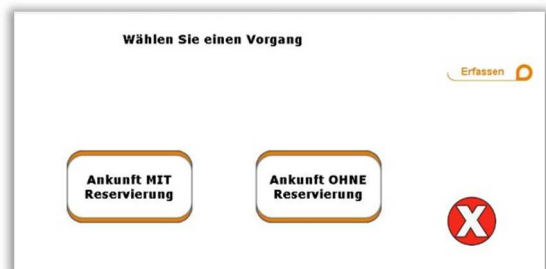 Wählen Sie einen Vorgang
Erfassen
Ankunft MIT
Reservierung
Ankunft OHNE
Reservierung
X